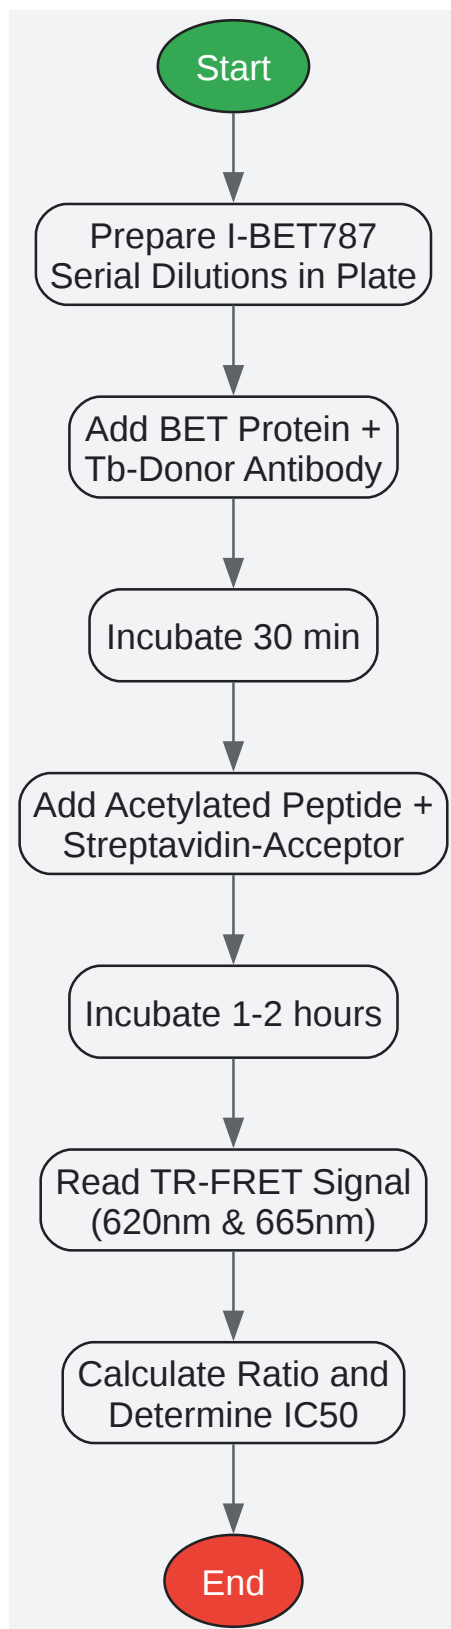 Start
Prepare I-BET787
Serial Dilutions in Plate
Add BET Protein +
Tb-Donor Antibody
Incubate 30 min
Add Acetylated Peptide +
Streptavidin-Acceptor
Incubate 1-2 hours
Read TR-FRET Signal
(620nm & 665nm)
Calculate Ratio and
Determine IC50
End